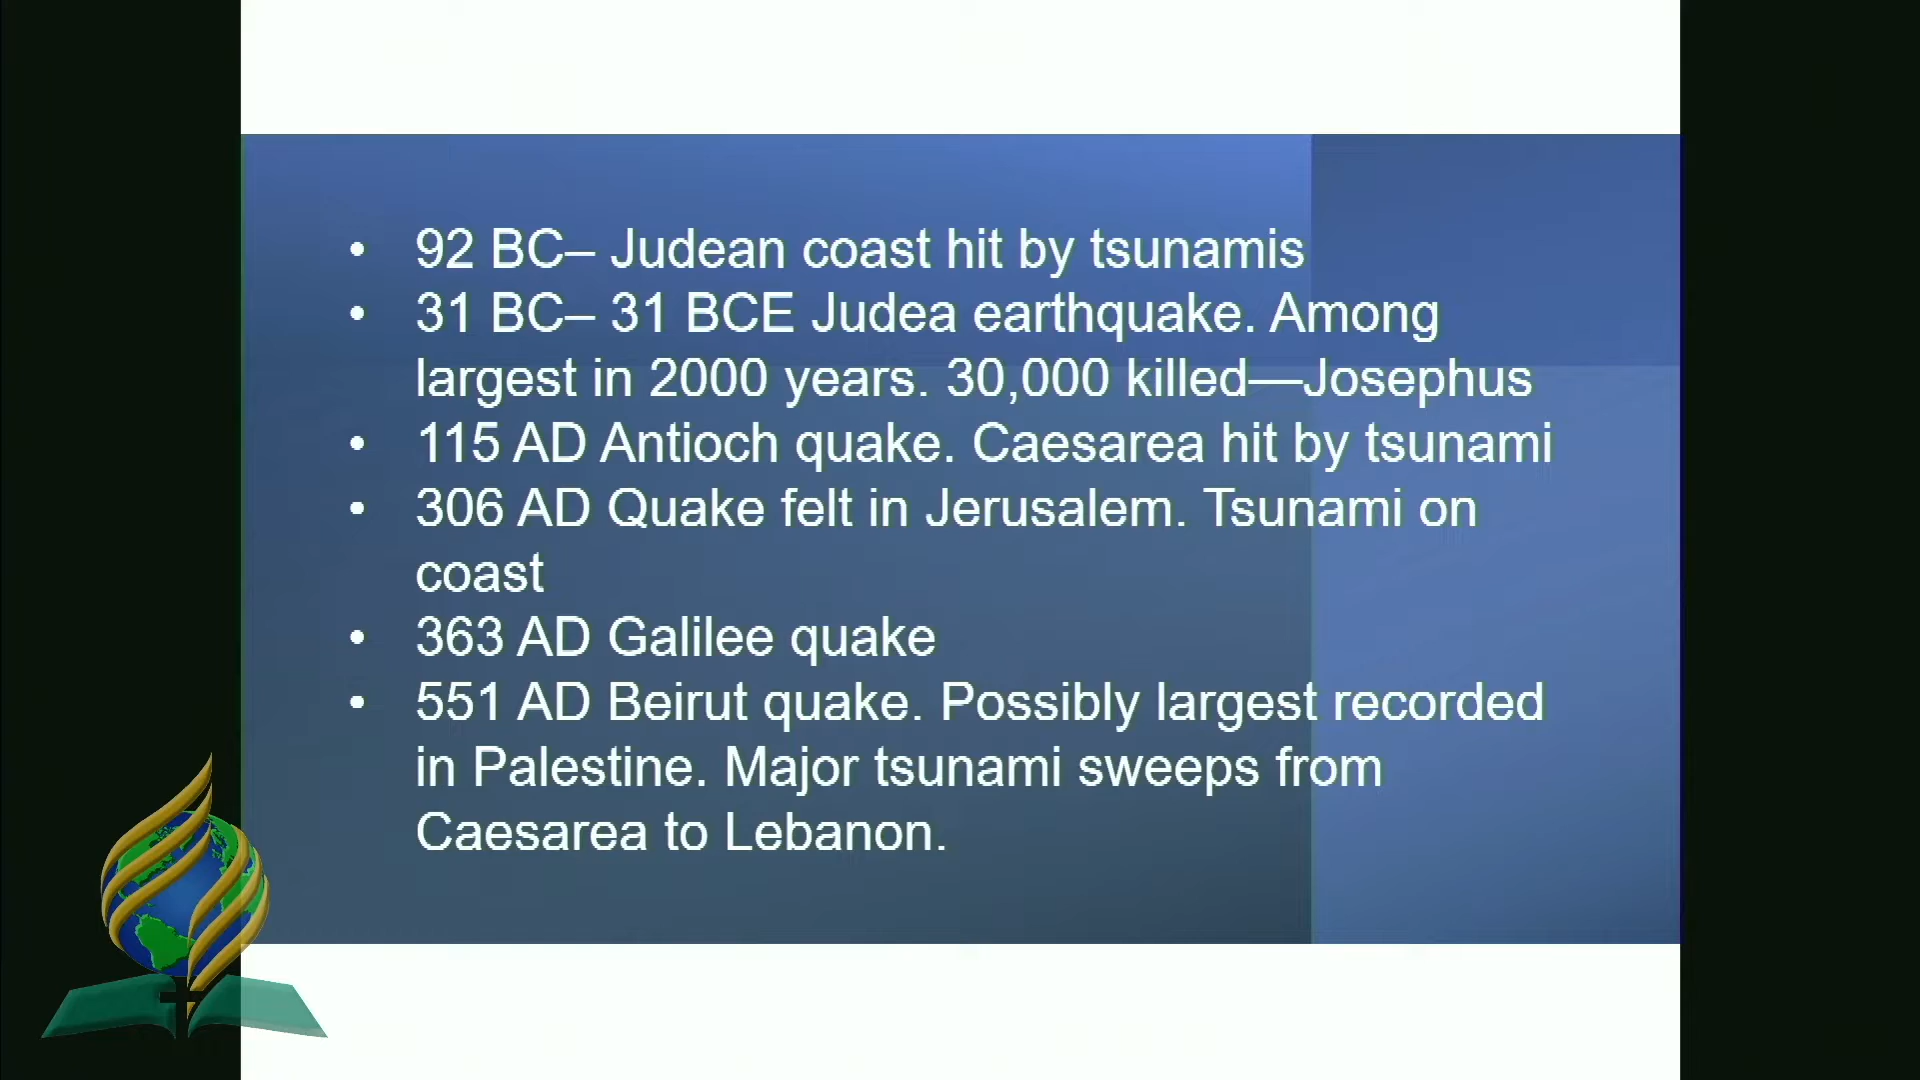 • 92 BC– Judean coast hit by tsunamis
• 31 BC– 31 BCE Judea earthquake. Among
largest in 2000 years. 30,000 killed—Josephus
• 115 AD Antioch quake. Caesarea hit by tsunami
• 306 AD Quake felt in Jerusalem. Tsunami on
coast
• 363 AD Galilee quake
• 551 AD Beirut quake. Possibly largest recorded
in Palestine. Major tsunami sweeps from
Caesarea to Lebanon.